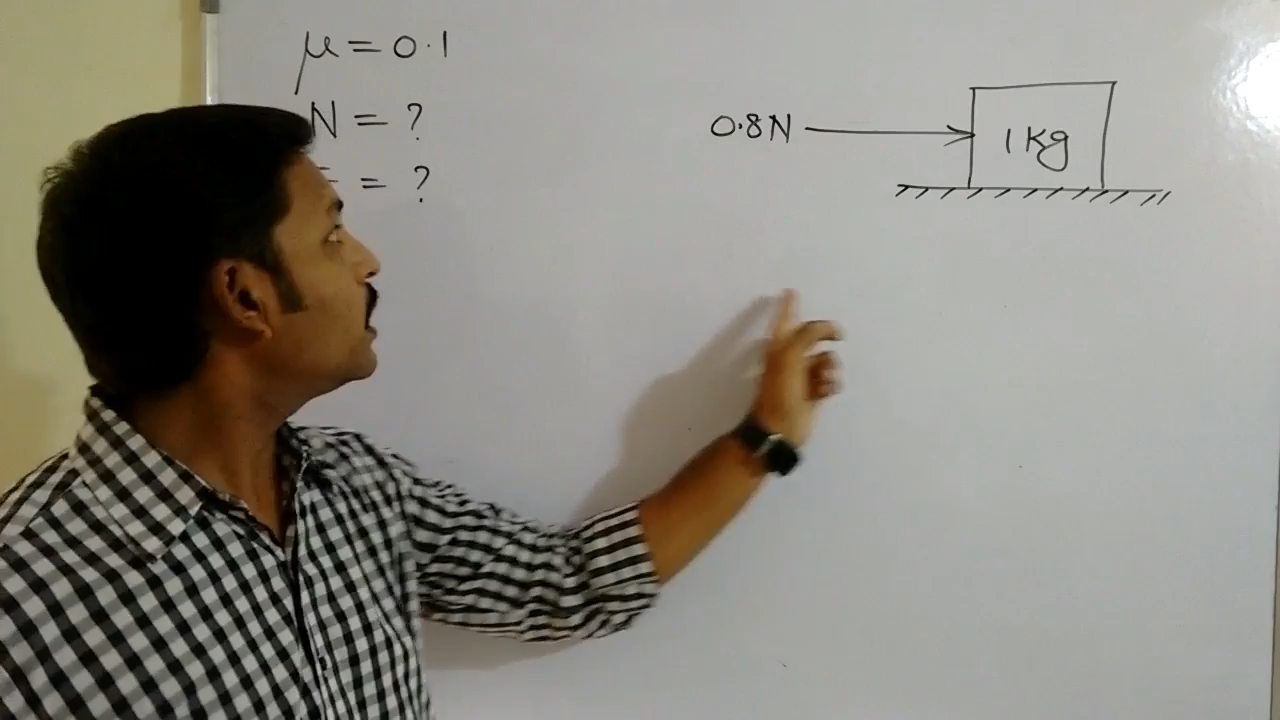 μ = 0.1
N = ?
= ?
0.8N
1 Kg